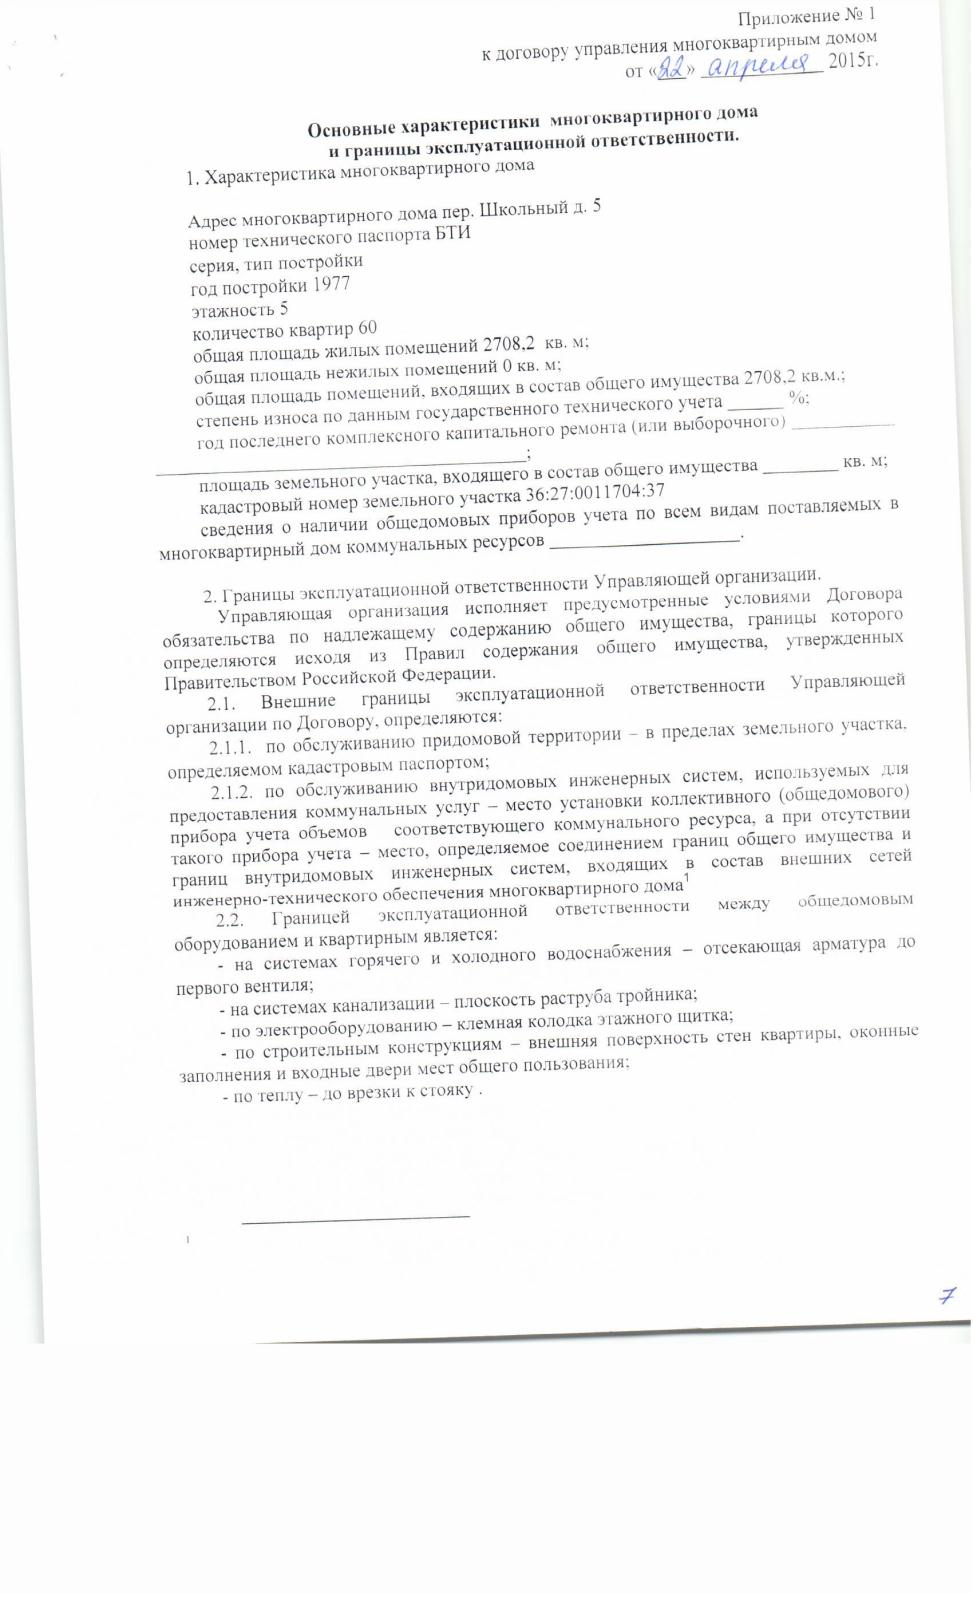 Приложение № 1
к договору управления многоквартирным домом
от «22» апреля 2015г.
Основные характеристики многоквартирного дома
и границы эксплуатационной ответственности.
1. Характеристика многоквартирного дома
Адрес многоквартирного дома пер. Школьный д. 5
номер технического паспорта БТИ
серия, тип постройки
год постройки 1977
этажность 5
количество квартир 60
общая площадь жилых помещений 2708,2 кв. м;
общая площадь нежилых помещений 0 кв. м;
общая площадь помещений, входящих в состав общего имущества 2708,2 кв.м.;
степень износа по данным государственного технического учета ______ %;
год последнего комплексного капитального ремонта (или выборочного) ___________
________________________________________;
площадь земельного участка, входящего в состав общего имущества ________ кв. м;
кадастровый номер земельного участка 36:27:0011704:37
сведения о наличии общедомовых приборов учета по всем видам поставляемых в
многоквартирный дом коммунальных ресурсов ____________________.
2. Границы эксплуатационной ответственности Управляющей организации.
Управляющая организация исполняет предусмотренные условиями Договора
обязательства по надлежащему содержанию общего имущества, границы которого
определяются исходя из Правил содержания общего имущества, утвержденных
Правительством Российской Федерации.
2.1. Внешние границы эксплуатационной ответственности Управляющей
организации по Договору, определяются:
2.1.1. по обслуживанию придомовой территории – в пределах земельного участка,
определяемом кадастровым паспортом;
2.1.2. по обслуживанию внутридомовых инженерных систем, используемых для
предоставления коммунальных услуг – место установки коллективного (общедомового)
прибора учета объемов соответствующего коммунального ресурса, а при отсутствии
такого прибора учета – место, определяемое соединением границ общего имущества и
границ внутридомовых инженерных систем, входящих в состав внешних сетей
инженерно-технического обеспечения многоквартирного дома1
2.2. Границей эксплуатационной ответственности между общедомовым
оборудованием и квартирным является:
- на системах горячего и холодного водоснабжения – отсекающая арматура до
первого вентиля;
- на системах канализации – плоскость раструба тройника;
- по электрооборудованию – клемная колодка этажного щитка;
- по строительным конструкциям – внешняя поверхность стен квартиры, оконные
заполнения и входные двери мест общего пользования;
- по теплу – до врезки к стояку .
1
7